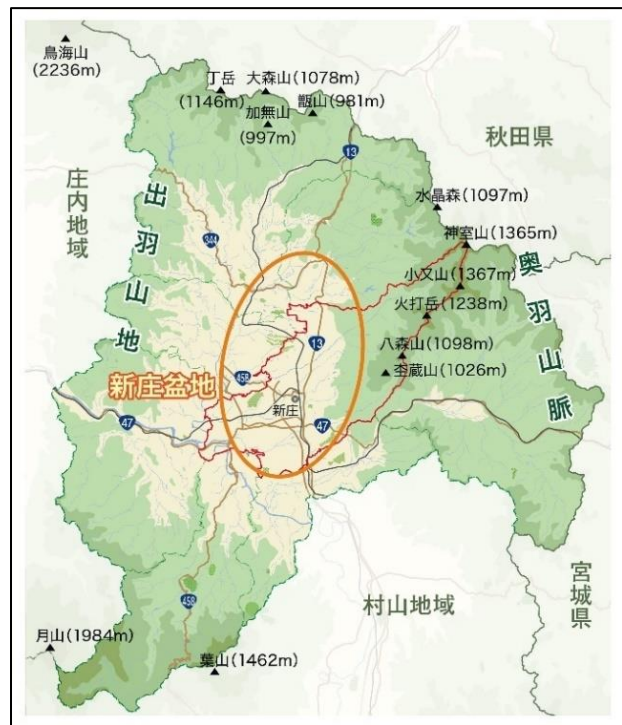 鳥海山
(2236m)
丁岳
(1146m)
大森山(1078m)
加無山
(997m)
甑山(981m)
13
秋田県
庄内地域
水晶森(1097m)
神室山(1365m)
出羽山地
344
小又山(1367m)
奥羽山脈
火打岳(1238m)
13
八森山(1098m)
458
杢蔵山(1026m)
新庄盆地
新庄
47
47
宮城県
458
村山地域
月山(1984m)
葉山(1462m)